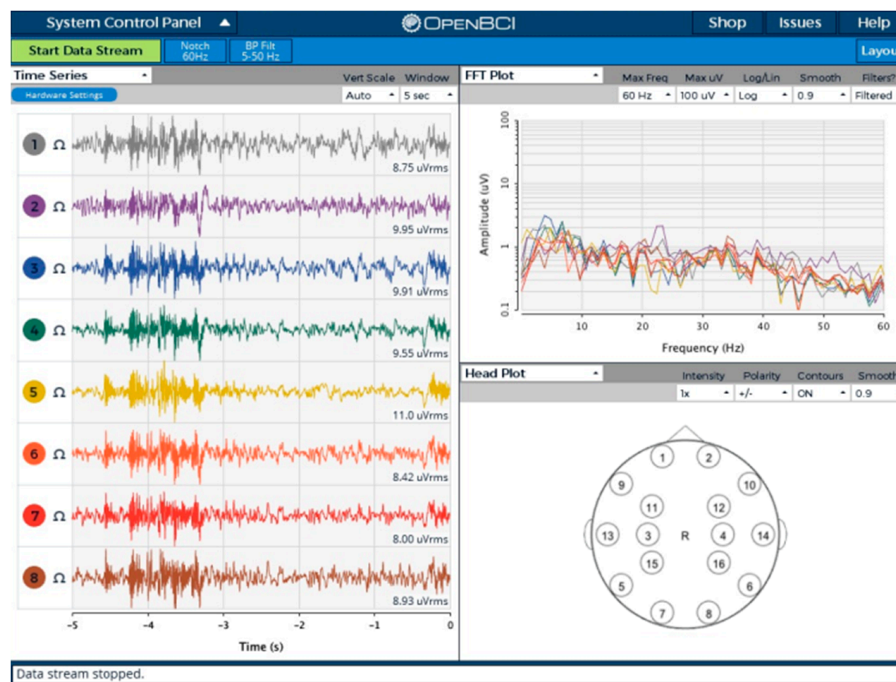 System Control Panel
OPENBCI
Shop
Issues
Help
Start Data Stream
Notch
60Hz
BP Filt
5-50 Hz
Layou
Time Series
Vert Scale
Window
Hardware Settings
Auto
5 sec
1 Ω
8.75 uVrms
2 Ω
9.95 uVrms
3 Ω
9.91 uVrms
4 Ω
9.55 uVrms
5 Ω
11.0 uVrms
6 Ω
8.42 uVrms
7 Ω
8.00 uVrms
8 Ω
8.93 uVrms
-5 -4 -3 -2 -1 0
Time (s)
FFT Plot
Max Freq
Max uV
Log/Lin
Smooth
Filters?
60 Hz
100 uV
Log
0.9
Filtered
100
10
1
0.1
Amplitude (uV)
10 20 30 40 50 60
Frequency (Hz)
Head Plot
Intensity
Polarity
Contours
Smooth
1x
+/-
ON
0.9
1 2
9 10
11 12
13 3 R 4 14
15 16
5 6
7 8
Data stream stopped.